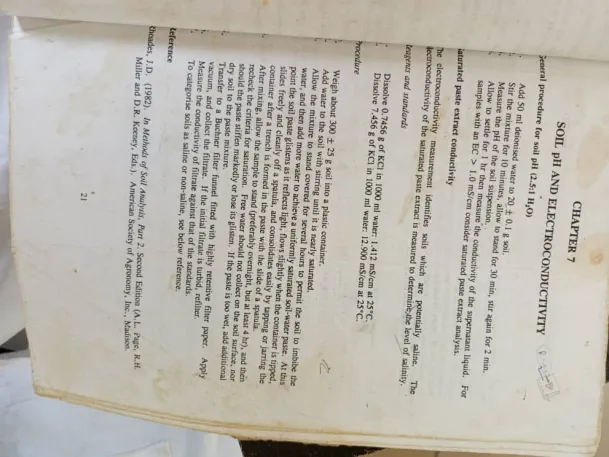 CHAPTER 7
SOIL pH AND ELECTROCONDUCTIVITY
General procedure for soil pH (2.5:1 H₂O)
Add 50 ml deionised water to 20 ± 0.1 g soil.
Stir the mixture for 10 minutes, allow to stand for 30 min, stir again for 2 min.
Measure the pH of the soil suspension.
Allow to settle for 1 hr then measure the conductivity of the supernatant liquid. For
samples with an EC > 1.0 mS/cm consider saturated paste extract analysis.
Saturated paste extract conductivity
The electroconductivity measurement identifies soils which are potentially saline. The
electroconductivity of the saturated paste extract is measured to determine the level of salinity.
Reagents and standards
Dissolve 0.7456 g of KCl in 1000 ml water: 1.412 mS/cm at 25°C.
Dissolve 7.456 g of KCl in 1000 ml water: 12.900 mS/cm at 25°C.
Procedure
Weigh about 300 ± 25 g soil into a plastic container.
Add water to the soil with stirring until it is nearly saturated.
Allow the mixture to stand covered for several hours to permit the soil to imbibe the
water, and then add more water to achieve a uniformly saturated soil-water paste. At this
point the soil paste glistens as it reflects light, flows slightly when the container is tipped,
slides freely and cleanly off a spatula, and consolidates easily by tapping or jarring the
container after a trench is formed in the paste with the slide of a spatula.
After mixing, allow the sample to stand (preferably overnight, but at least 4 hr), and then
recheck the criteria for saturation. Free water should not collect on the soil surface, nor
should the paste stiffen markedly or lose its glisten. If the paste is too wet, add additional
dry soil to the paste mixture.
Transfer to a Buchner filter funnel fitted with highly retentive filter paper. Apply
vacuum, and collect the filtrate. If the initial filtrate is turbid, refilter.
Measure the conductivity of filtrate against that of the standards.
To categorise soils as saline or non-saline, see below reference.
Reference
Rhoades, J.D. (1982). In Methods of Soil Analysis, Part 2. Second Edition (A.L. Page, R.H.
Miller and D.R. Keeney, Eds.). American Society of Agronomy, Inc., Madison.
21